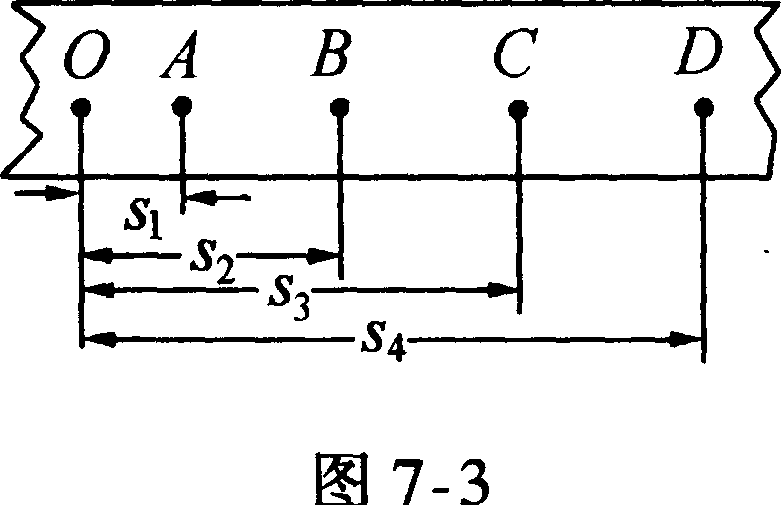 O A B C D
s₁
s₂
s₃
s₄
图 7-3